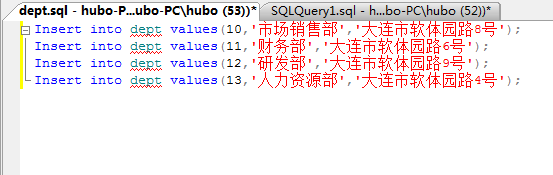 dept.sql - hubo-P...ubo-PC\hubo (53))* SQLQuery1.sql - h...bo-PC\hubo (52))*
Insert into dept values(10,'市场销售部','大连市软体园路8号');
Insert into dept values(11,'财务部','大连市软体园路6号');
Insert into dept values(12,'研发部','大连市软体园路9号');
Insert into dept values(13,'人力资源部','大连市软体园路4号');